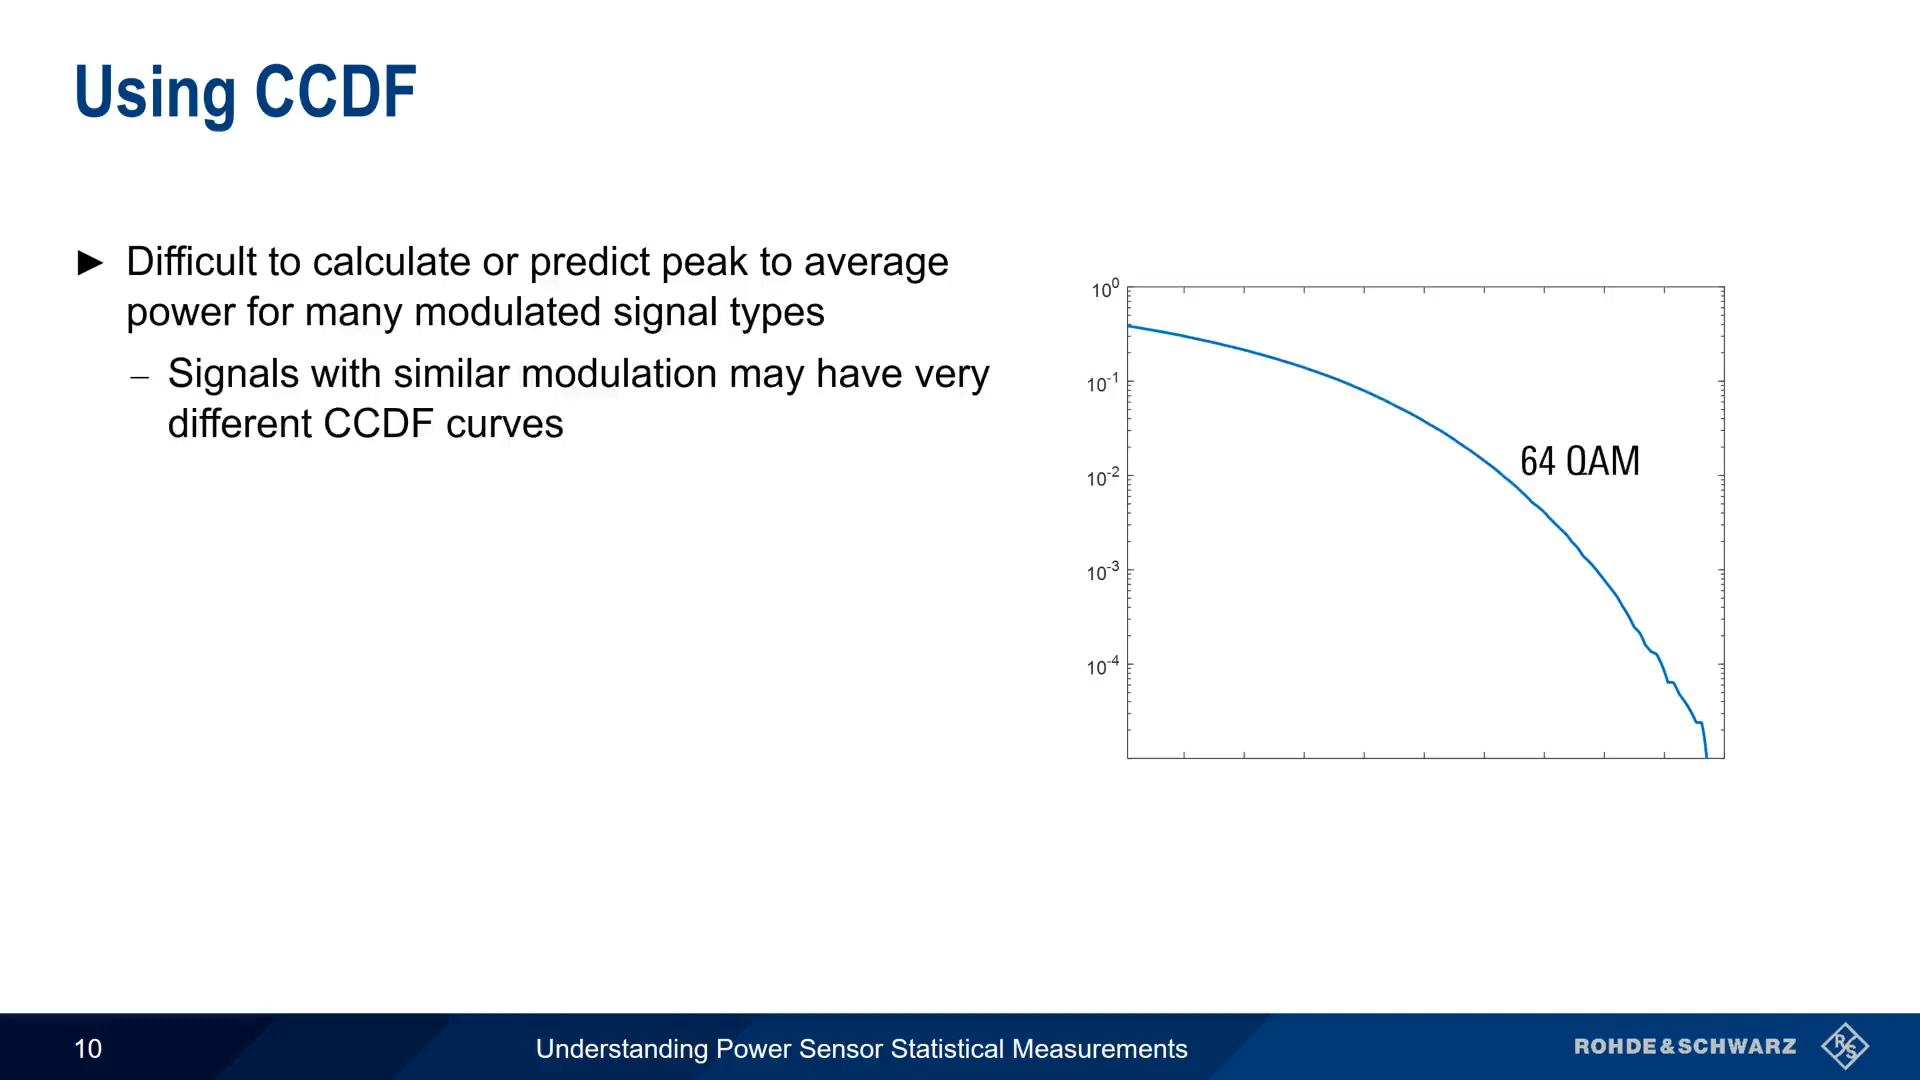 Using CCDF
► Difficult to calculate or predict peak to average
power for many modulated signal types
– Signals with similar modulation may have very
different CCDF curves
10⁰
10⁻¹
10⁻²
10⁻³
10⁻⁴
64 QAM
10
Understanding Power Sensor Statistical Measurements
ROHDE&SCHWARZ
R&S